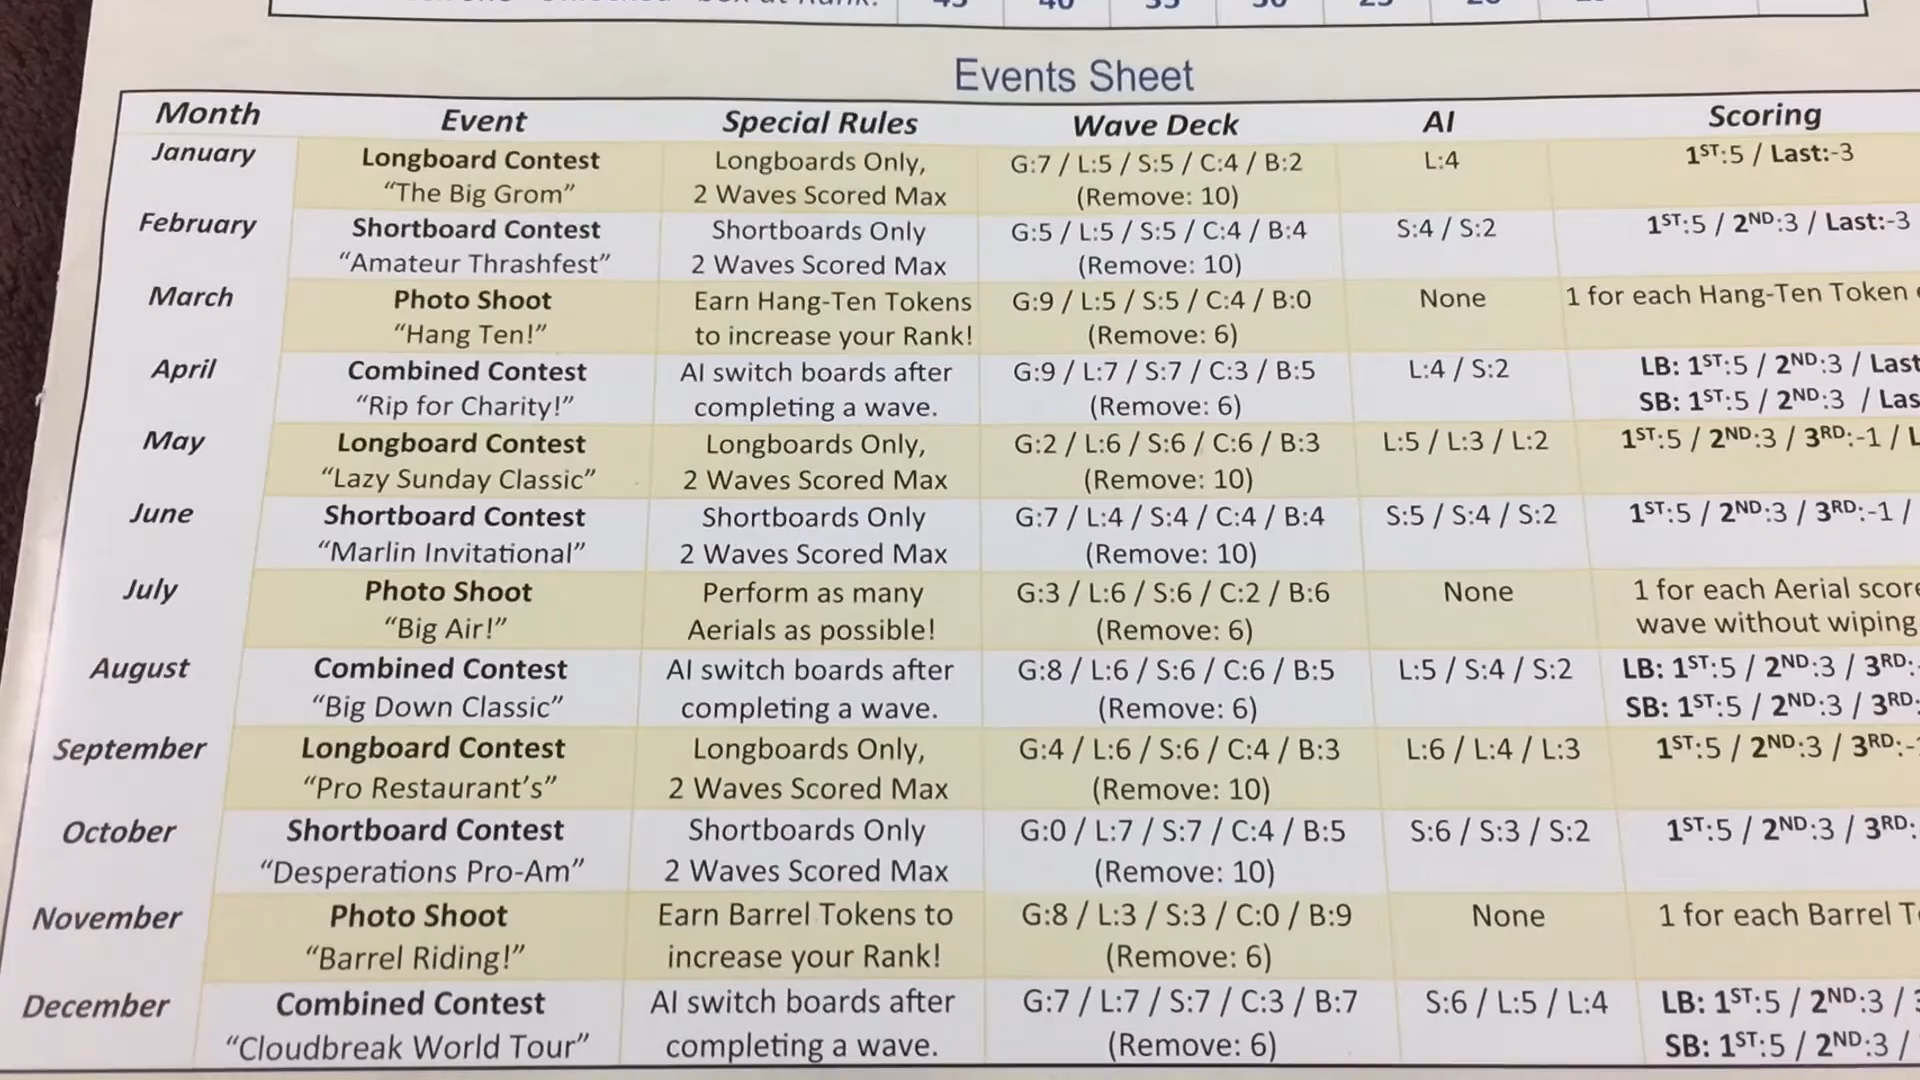 box at Rank. 45 40 35 30 25 20
Events Sheet
Month Event Special Rules Wave Deck AI Scoring
January Longboard Contest Longboards Only, G:7 / L:5 / S:5 / C:4 / B:2 L:4 1ST:5 / Last:-3
“The Big Grom” 2 Waves Scored Max (Remove: 10)
February Shortboard Contest Shortboards Only G:5 / L:5 / S:5 / C:4 / B:4 S:4 / S:2 1ST:5 / 2ND:3 / Last:-3
“Amateur Thrashfest” 2 Waves Scored Max (Remove: 10)
March Photo Shoot Earn Hang-Ten Tokens G:9 / L:5 / S:5 / C:4 / B:0 None 1 for each Hang-Ten Token
“Hang Ten!” to increase your Rank! (Remove: 6)
April Combined Contest AI switch boards after G:9 / L:7 / S:7 / C:3 / B:5 L:4 / S:2 LB: 1ST:5 / 2ND:3 / Last
“Rip for Charity!” completing a wave. (Remove: 6) SB: 1ST:5 / 2ND:3 / Las
May Longboard Contest Longboards Only, G:2 / L:6 / S:6 / C:6 / B:3 L:5 / L:3 / L:2 1ST:5 / 2ND:3 / 3RD:-1 / L
“Lazy Sunday Classic” 2 Waves Scored Max (Remove: 10)
June Shortboard Contest Shortboards Only G:7 / L:4 / S:4 / C:4 / B:4 S:5 / S:4 / S:2 1ST:5 / 2ND:3 / 3RD:-1 /
“Marlin Invitational” 2 Waves Scored Max (Remove: 10)
July Photo Shoot Perform as many G:3 / L:6 / S:6 / C:2 / B:6 None 1 for each Aerial score
“Big Air!” Aerials as possible! (Remove: 6) wave without wiping
August Combined Contest AI switch boards after G:8 / L:6 / S:6 / C:6 / B:5 L:5 / S:4 / S:2 LB: 1ST:5 / 2ND:3 / 3RD:
“Big Down Classic” completing a wave. (Remove: 6) SB: 1ST:5 / 2ND:3 / 3RD:
September Longboard Contest Longboards Only, G:4 / L:6 / S:6 / C:4 / B:3 L:6 / L:4 / L:3 1ST:5 / 2ND:3 / 3RD:-
“Pro Restaurant’s” 2 Waves Scored Max (Remove: 10)
October Shortboard Contest Shortboards Only G:0 / L:7 / S:7 / C:4 / B:5 S:6 / S:3 / S:2 1ST:5 / 2ND:3 / 3RD:
“Desperations Pro-Am” 2 Waves Scored Max (Remove: 10)
November Photo Shoot Earn Barrel Tokens to G:8 / L:3 / S:3 / C:0 / B:9 None 1 for each Barrel T
“Barrel Riding!” increase your Rank! (Remove: 6)
December Combined Contest AI switch boards after G:7 / L:7 / S:7 / C:3 / B:7 S:6 / L:5 / L:4 LB: 1ST:5 / 2ND:3 /
“Cloudbreak World Tour” completing a wave. (Remove: 6) SB: 1ST:5 / 2ND:3 /